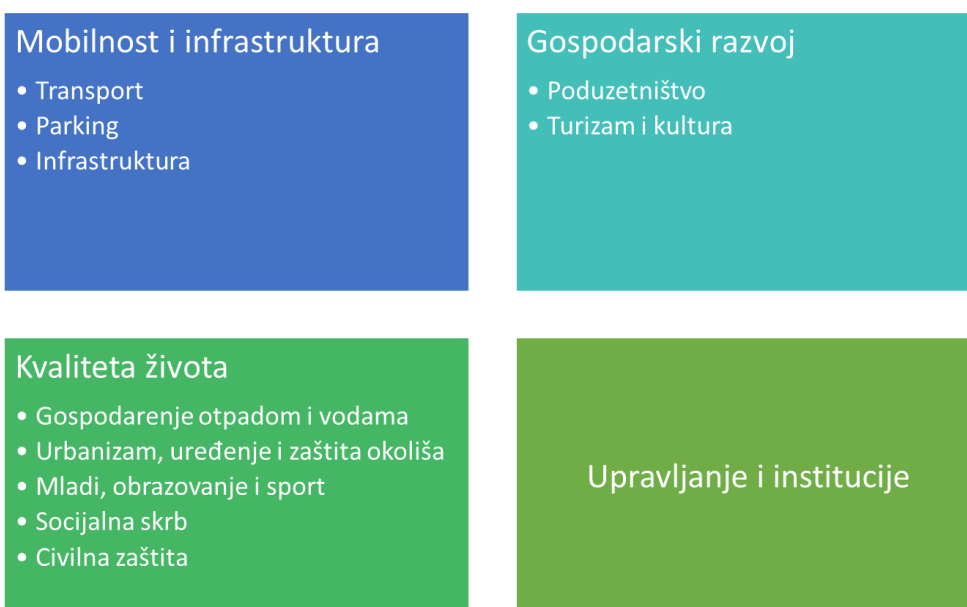 Mobilnost i infrastruktura
• Transport
• Parking
• Infrastruktura
Gospodarski razvoj
• Poduzetništvo
• Turizam i kultura
Kvaliteta života
• Gospodarenje otpadom i vodama
• Urbanizam, uređenje i zaštita okoliša
• Mladi, obrazovanje i sport
• Socijalna skrb
• Civilna zaštita
Upravljanje i institucije